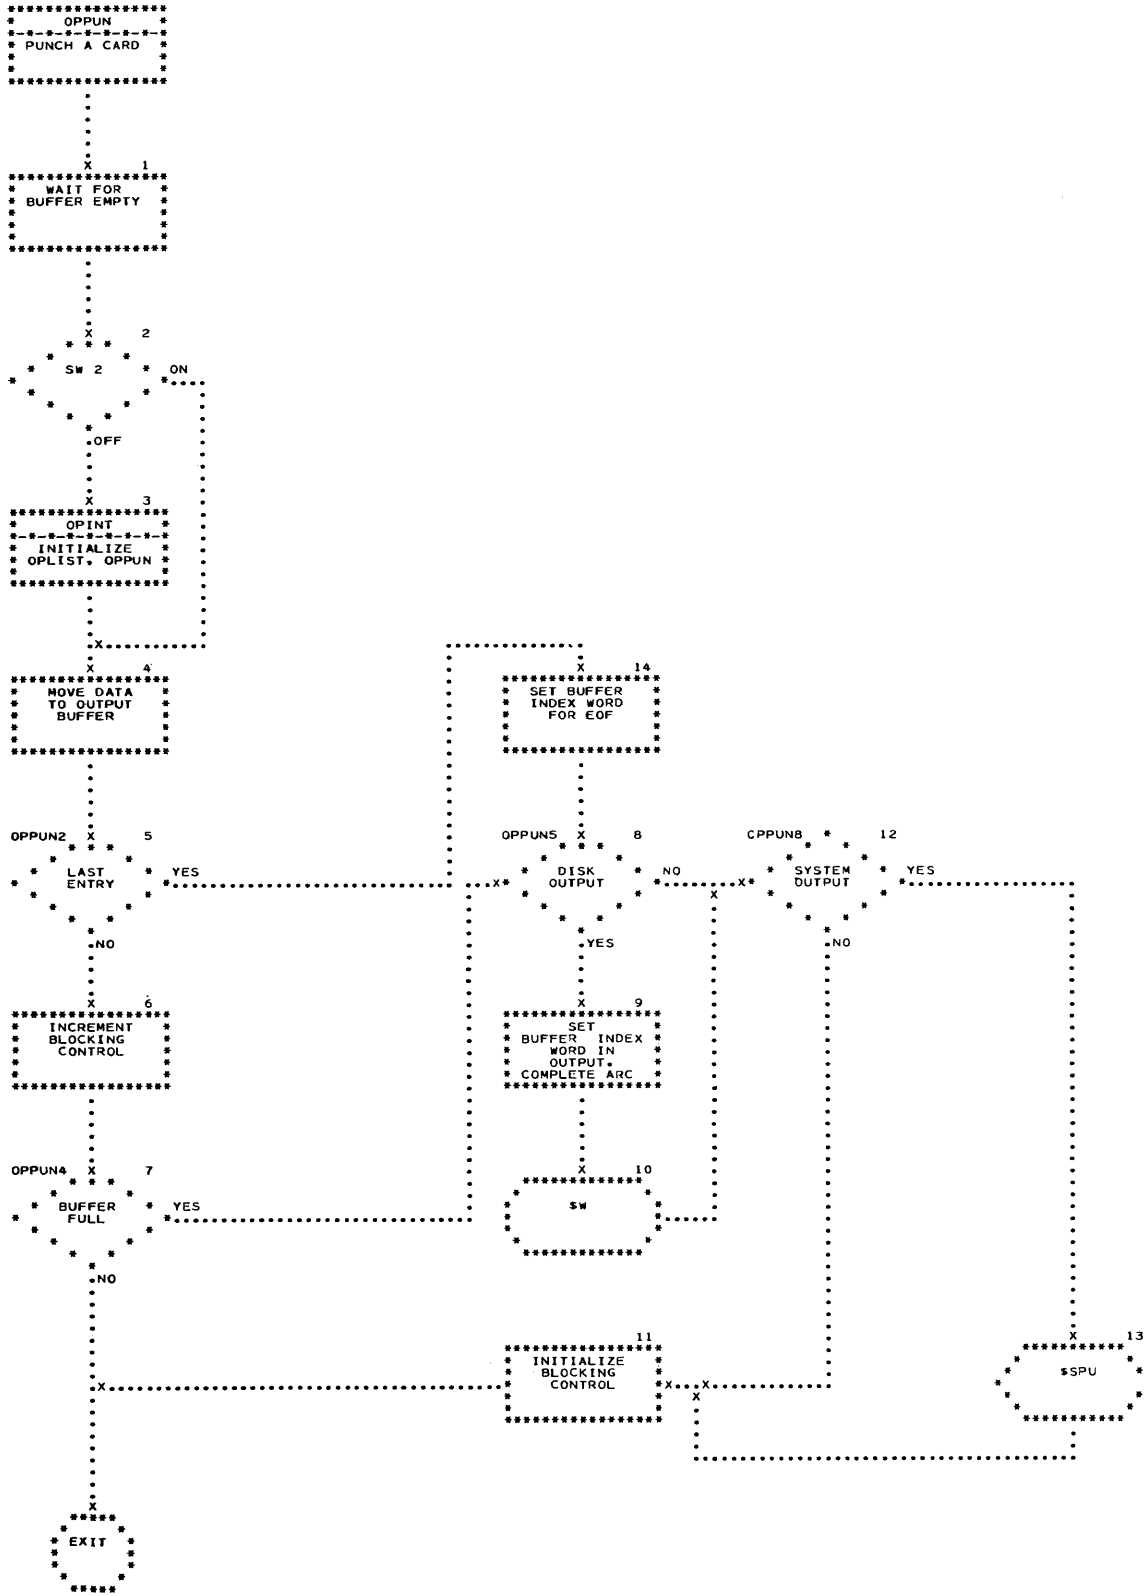 OPPUN
PUNCH A CARD
1
WAIT FOR
BUFFER EMPTY
2
SW 2
ON
OFF
3
OPINT
INITIALIZE
OPLIST, OPPUN
4
MOVE DATA
TO OUTPUT
BUFFER
14
SET BUFFER
INDEX WORD
FOR EOF
OPPUN2
5
LAST
ENTRY
YES
NO
OPPUN5
8
DISK
OUTPUT
NO
YES
CPPUN8
12
SYSTEM
OUTPUT
YES
NO
6
INCREMENT
BLOCKING
CONTROL
9
SET
BUFFER INDEX
WORD IN
OUTPUT,
COMPLETE ARC
OPPUN4
7
BUFFER
FULL
YES
NO
10
$W
11
INITIALIZE
BLOCKING
CONTROL
13
$SPU
EXIT